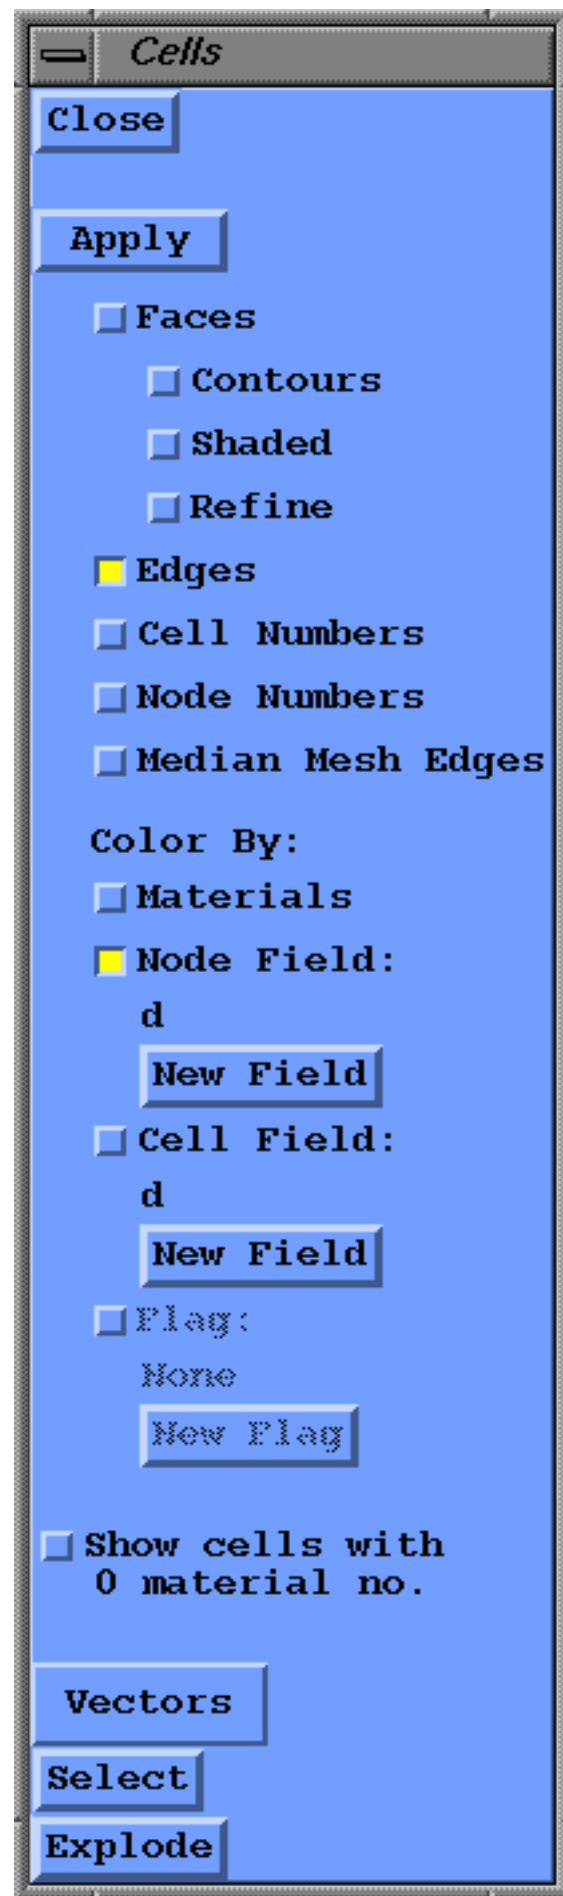 Cells
Close
Apply
Faces
Contours
Shaded
Refine
Edges
Cell Numbers
Node Numbers
Median Mesh Edges
Color By:
Materials
Node Field:
d
New Field
Cell Field:
d
New Field
Flag:
None
New Flag
Show cells with
0 material no.
Vectors
Select
Explode